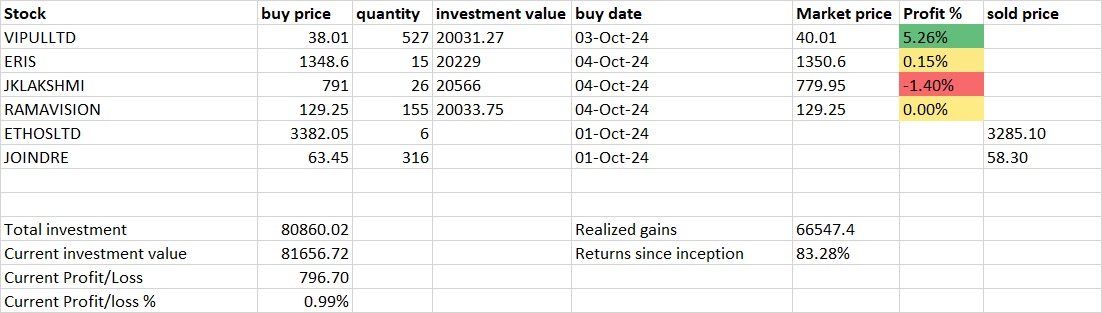 Stock buy price quantity investment value buy date Market price Profit % sold price
VIPULLTD 38.01 527 20031.27 03-Oct-24 40.01 5.26%
ERIS 1348.6 15 20229 04-Oct-24 1350.6 0.15%
JKLAKSHMI 791 26 20566 04-Oct-24 779.95 -1.40%
RAMAVISION 129.25 155 20033.75 04-Oct-24 129.25 0.00%
ETHOSLTD 3382.05 6 01-Oct-24 3285.10
JOINDRE 63.45 316 01-Oct-24 58.30
Total investment 80860.02 Realized gains 66547.4
Current investment value 81656.72 Returns since inception 83.28%
Current Profit/Loss 796.70
Current Profit/loss % 0.99%